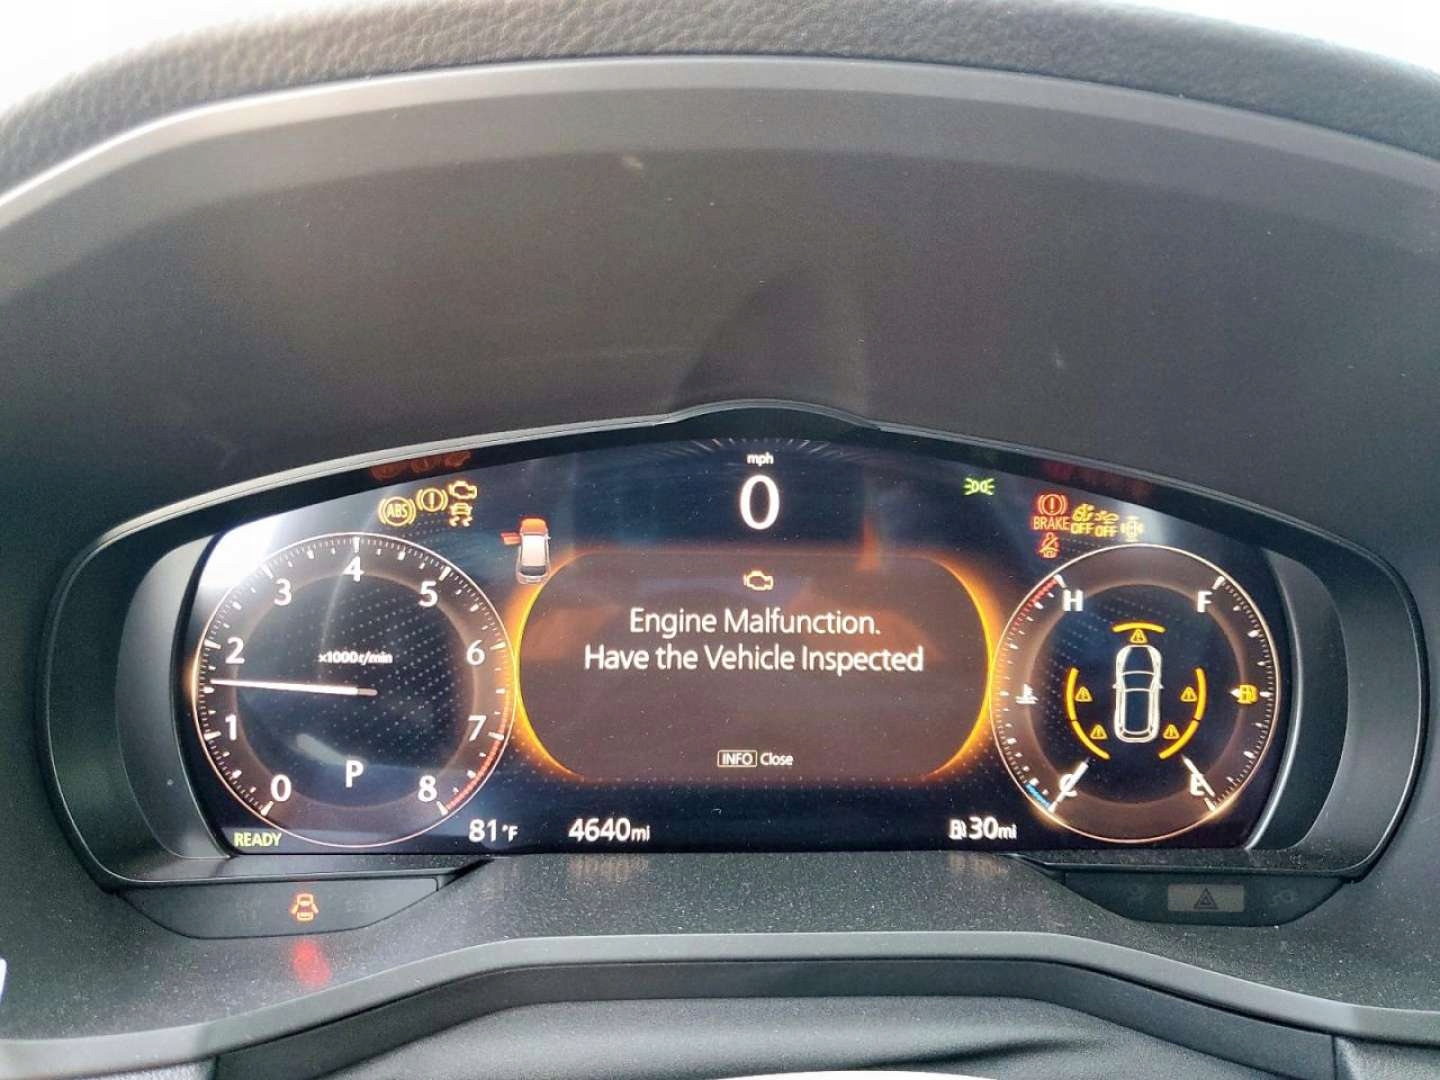 mph
0
ABS
BRAKE
OFF OFF
Engine Malfunction.
Have the Vehicle Inspected
INFO Close
0
1
2
3
4
5
6
7
8
×1000r/min
P
H
C
F
E
READY
81°F
4640mi
30mi